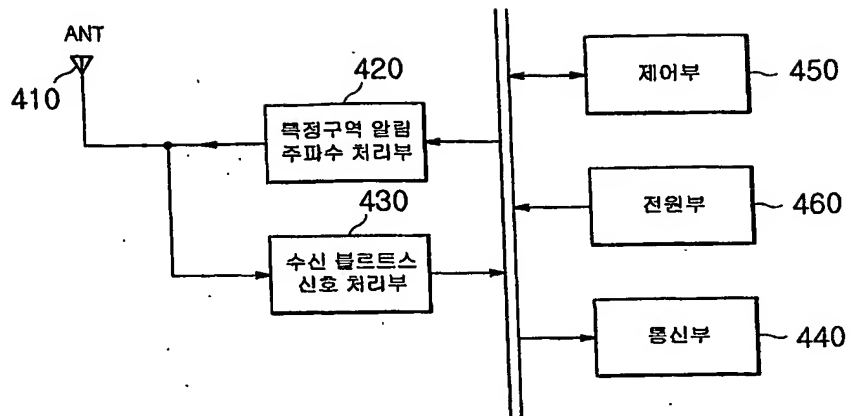 ANT
410
420
특정구역 알림
주파수 처리부
430
수신 블르트스
신호 처리부
제어부
450
전원부
460
통신부
440